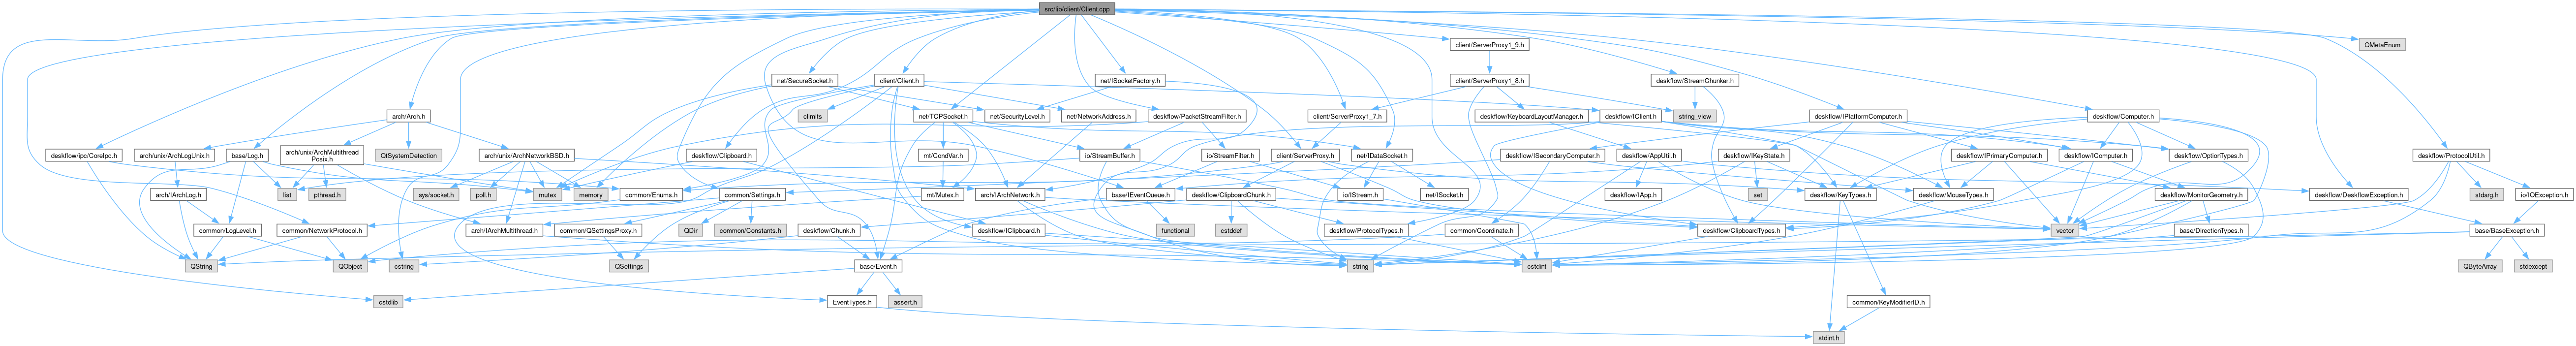 src/lib/client/Client.cpp
client/ServerProxy1_9.h
QMetaEnum
net/SecureSocket.h
client/Client.h
net/ISocketFactory.h
client/ServerProxy1_8.h
deskflow/StreamChunker.h
arch/Arch.h
climits
net/TCPSocket.h
net/SecurityLevel.h
net/NetworkAddress.h
deskflow/PacketStreamFilter.h
client/ServerProxy1_7.h
deskflow/KeyboardLayoutManager.h
deskflow/IClient.h
string_view
deskflow/IPlatformComputer.h
deskflow/Computer.h
deskflow/ipc/CoreIpc.h
arch/unix/ArchLogUnix.h
base/Log.h
arch/unix/ArchMultithread
Posix.h
QtSystemDetection
arch/unix/ArchNetworkBSD.h
deskflow/Clipboard.h
mt/CondVar.h
io/StreamBuffer.h
io/StreamFilter.h
client/ServerProxy.h
net/IDataSocket.h
deskflow/ISecondaryComputer.h
deskflow/AppUtil.h
deskflow/IKeyState.h
deskflow/IPrimaryComputer.h
deskflow/IComputer.h
deskflow/OptionTypes.h
deskflow/ProtocolUtil.h
arch/IArchLog.h
list
pthread.h
mutex
sys/socket.h
poll.h
memory
common/Enums.h
common/Settings.h
mt/Mutex.h
arch/IArchNetwork.h
base/IEventQueue.h
deskflow/ClipboardChunk.h
io/IStream.h
net/ISocket.h
deskflow/IApp.h
set
deskflow/KeyTypes.h
deskflow/MouseTypes.h
deskflow/MonitorGeometry.h
deskflow/DeskflowException.h
stdarg.h
io/IOException.h
common/LogLevel.h
common/NetworkProtocol.h
arch/IArchMultithread.h
common/QSettingsProxy.h
QDir
common/Constants.h
deskflow/Chunk.h
deskflow/IClipboard.h
functional
cstddef
deskflow/ProtocolTypes.h
common/Coordinate.h
deskflow/ClipboardTypes.h
vector
base/DirectionTypes.h
base/BaseException.h
QString
QObject
cstring
QSettings
base/Event.h
string
cstdint
QByteArray
stdexcept
cstdlib
EventTypes.h
assert.h
common/KeyModifierID.h
stdint.h